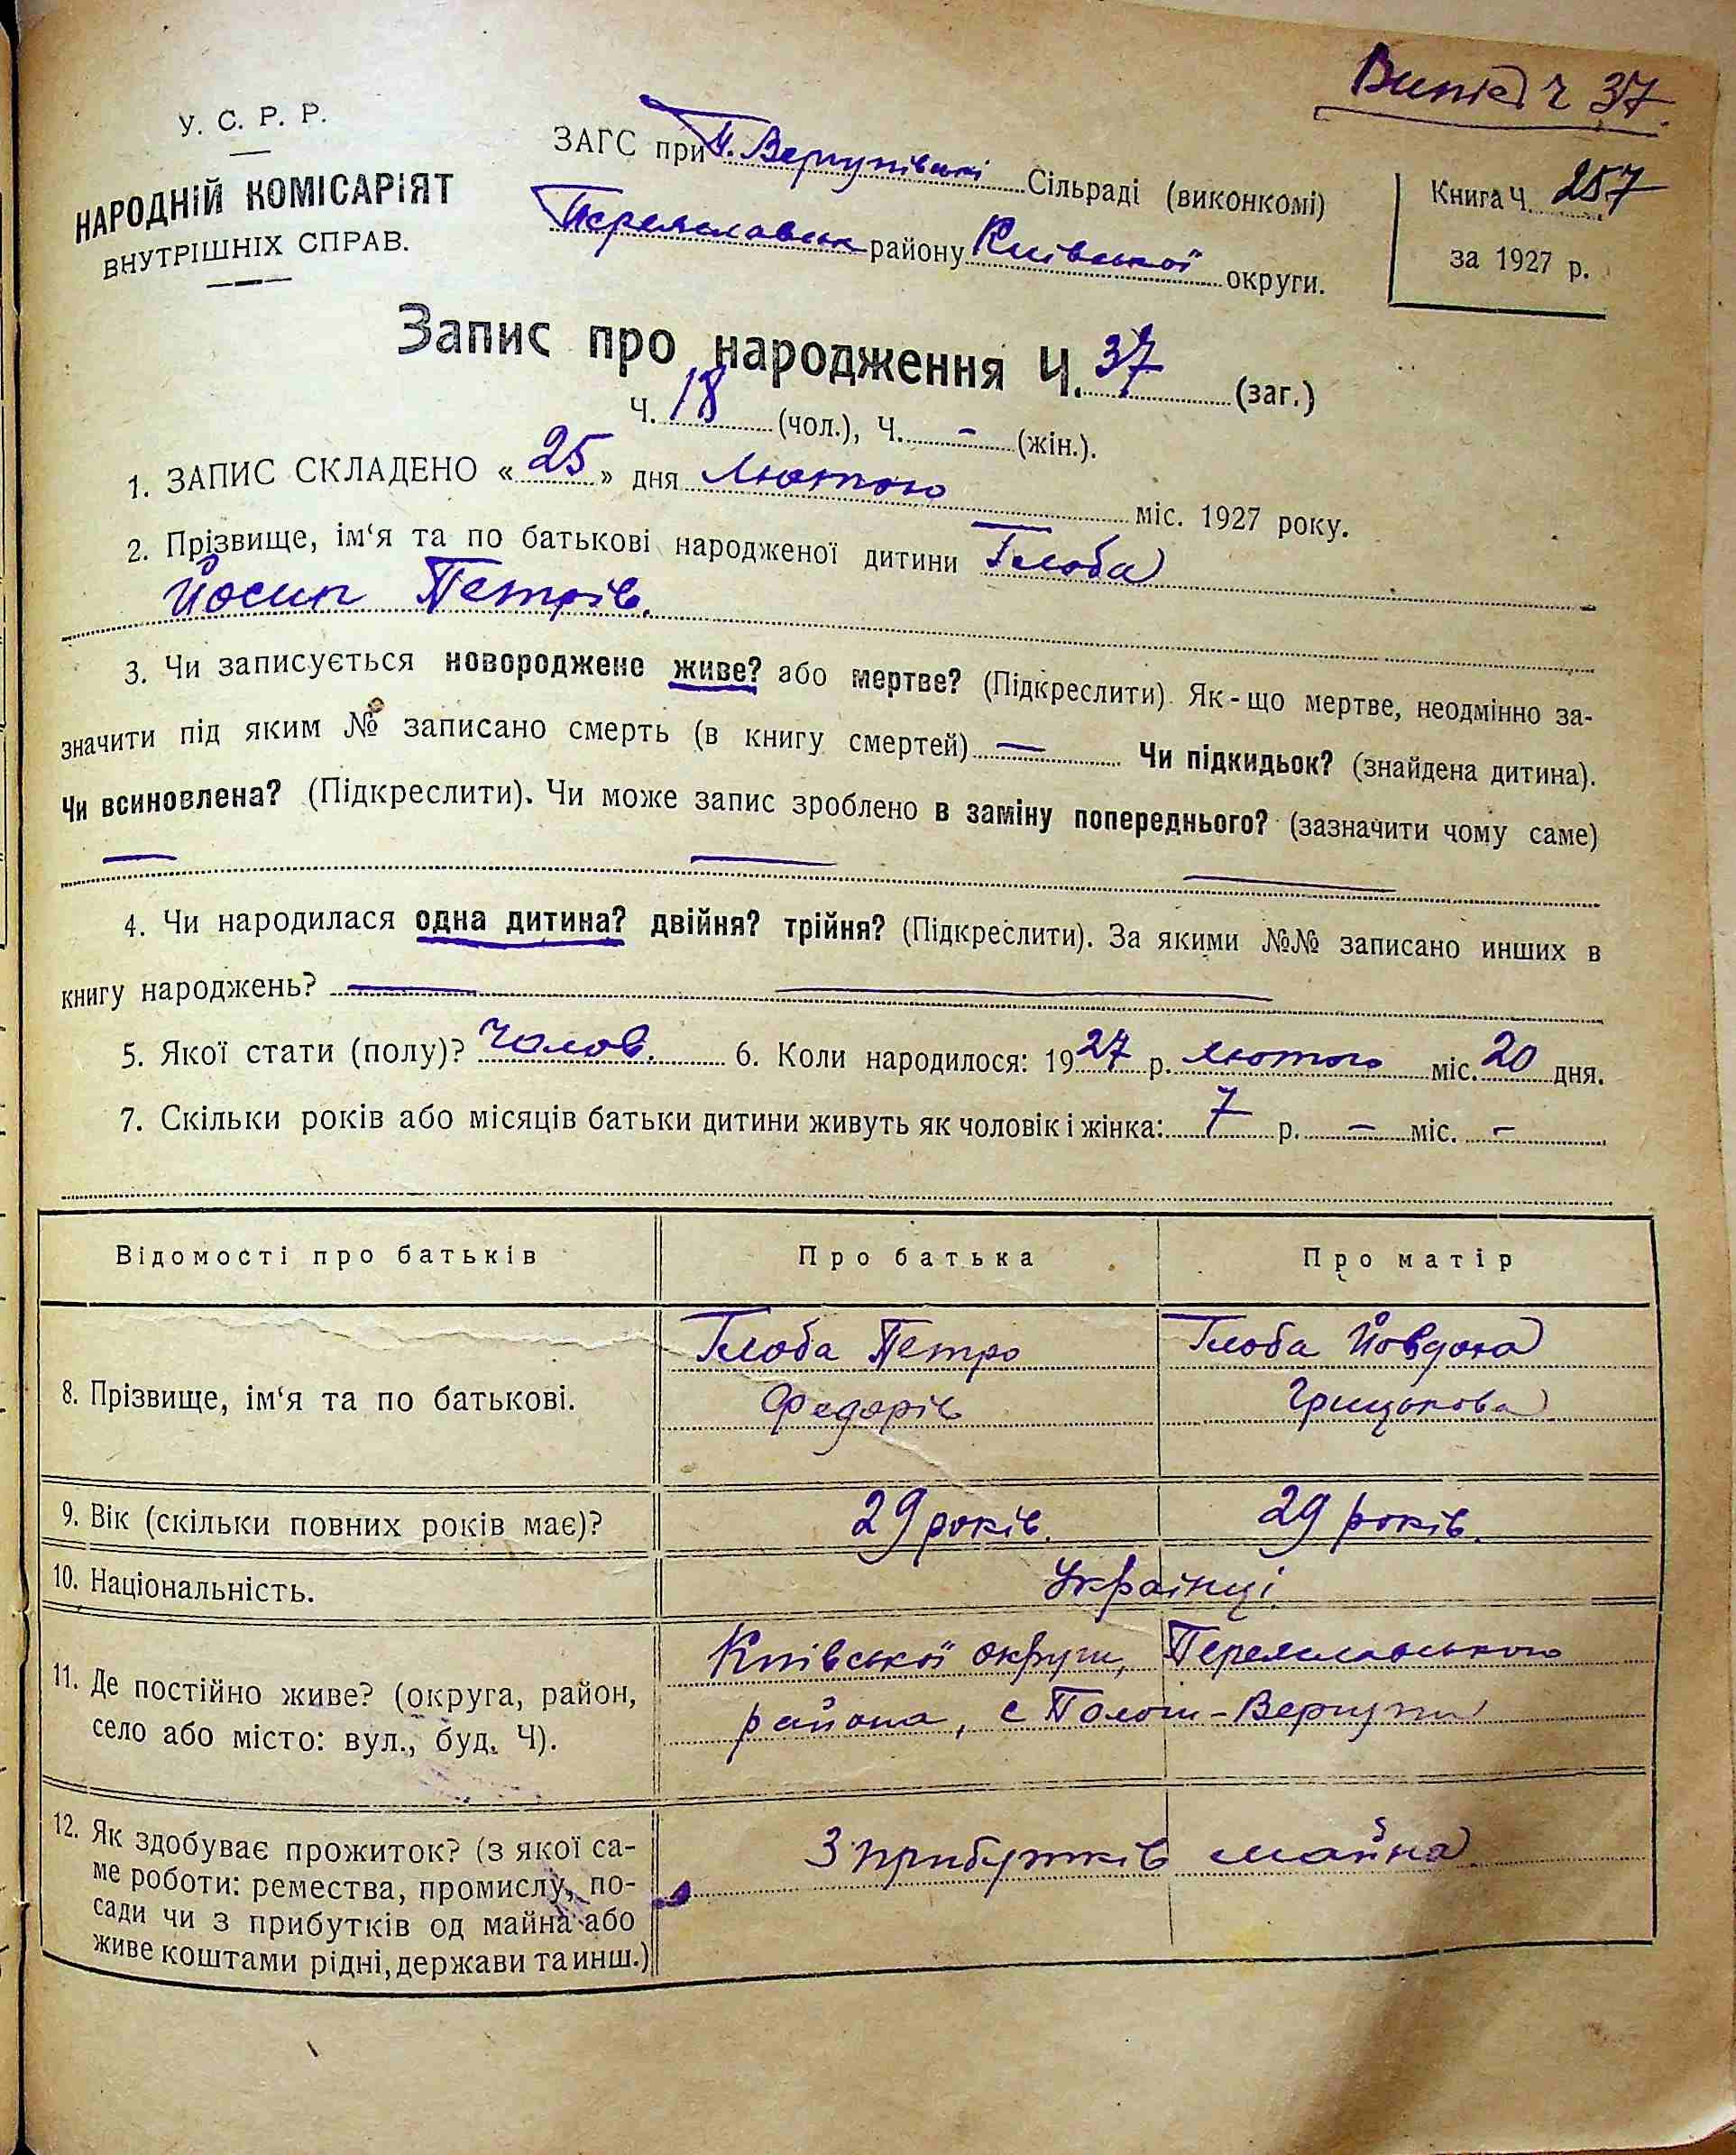 Випис ч 37.
У. С. Р. Р.
НАРОДНІЙ КОМІСАРІЯТ
ВНУТРІШНІХ СПРАВ.
ЗАГС при П. Вергунівські Сільраді (виконкомі)
Переяславськ району Київської округи.
Книга Ч. 257
за 1927 р.
Запис про народження Ч. 37 (заг.)
Ч. 18 (чол.), Ч. - (жін.).
1. ЗАПИС СКЛАДЕНО «25» дня Лютого міс. 1927 року.
2. Прізвище, ім‘я та по батькові народженої дитини Глоба
Йосип Петрів.
3. Чи записується новороджене живе? або мертве? (Підкреслити). Як-що мертве, неодмінно за-
значити під яким № записано смерть (в книгу смертей) — Чи підкидьок? (знайдена дитина).
Чи всиновлена? (Підкреслити). Чи може запис зроблено в заміну попереднього? (зазначити чому саме)
— — —
4. Чи народилася одна дитина? двійня? трійня? (Підкреслити). За якими №№ записано инших в
книгу народжень? — —
5. Якої стати (полу)? Чолов. 6. Коли народилося: 1927 р. лютого міс. 20 дня.
7. Скільки років або місяців батьки дитини живуть як чоловік і жінка: 7 р. - міс. -
Відомості про батьків Про батька Про матір
8. Прізвище, ім‘я та по батькові.
Глоба Петро
Федорів
Глоба Йовдоха
Грицькова
9. Вік (скільки повних років має)? 29 років. 29 років.
10. Національність. Українці.
11. Де постійно живе? (округа, район,
село або місто: вул., буд. Ч).
Київської округи, Переяславського
района, с Пологи-Вергуни
12. Як здобуває прожиток? (з якої са-
ме роботи: ремества, промислу, по-
сади чи з прибутків од майна або
живе коштами рідні, держави та инш.)
З прибутків майна